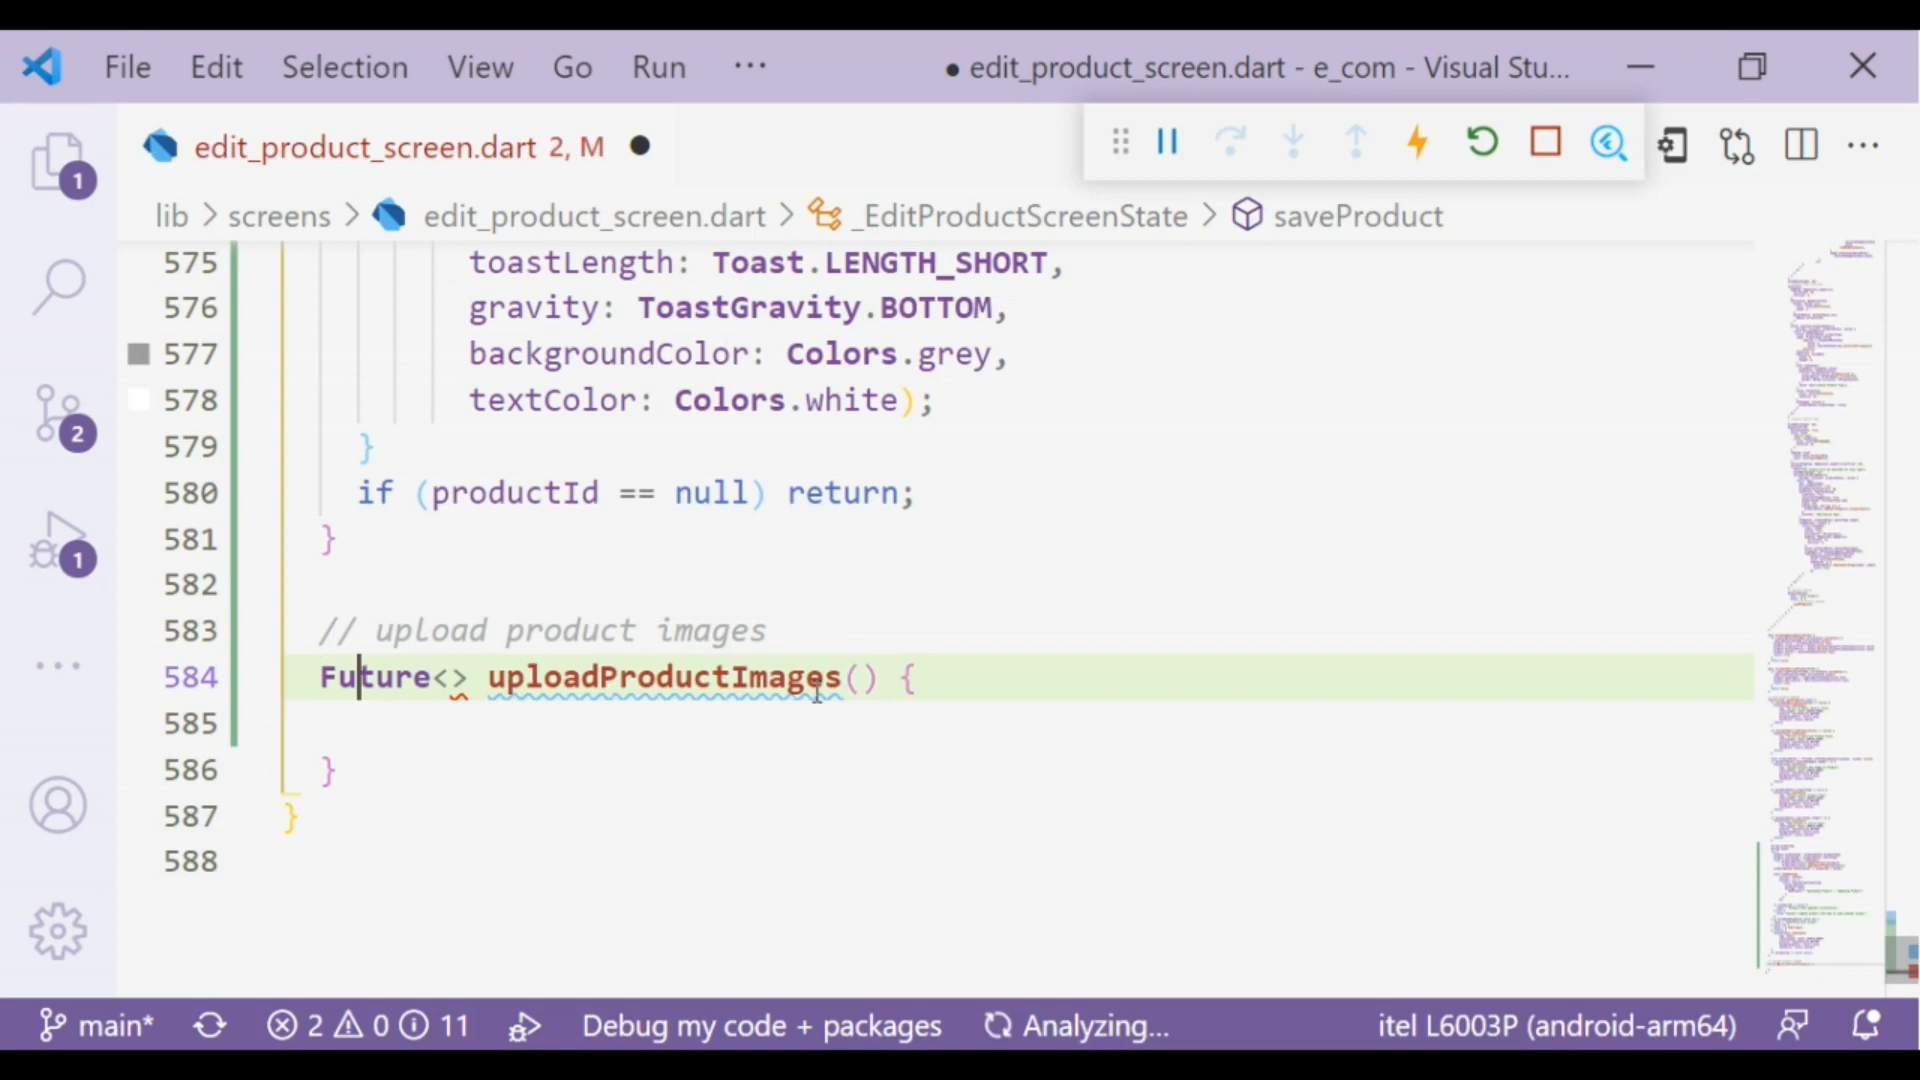 File Edit Selection View Go Run ··· ● edit_product_screen.dart - e_com - Visual Stu...
edit_product_screen.dart 2, M ●
lib > screens > edit_product_screen.dart > _EditProductScreenState > saveProduct
575 toastLength: Toast.LENGTH_SHORT,
576 gravity: ToastGravity.BOTTOM,
577 backgroundColor: Colors.grey,
578 textColor: Colors.white);
579 }
580 if (productId == null) return;
581 }
582
583 // upload product images
584 Future<> uploadProductImages() {
585
586 }
587 }
588
1
2
1
main* 2 0 11 Debug my code + packages Analyzing... itel L6003P (android-arm64)